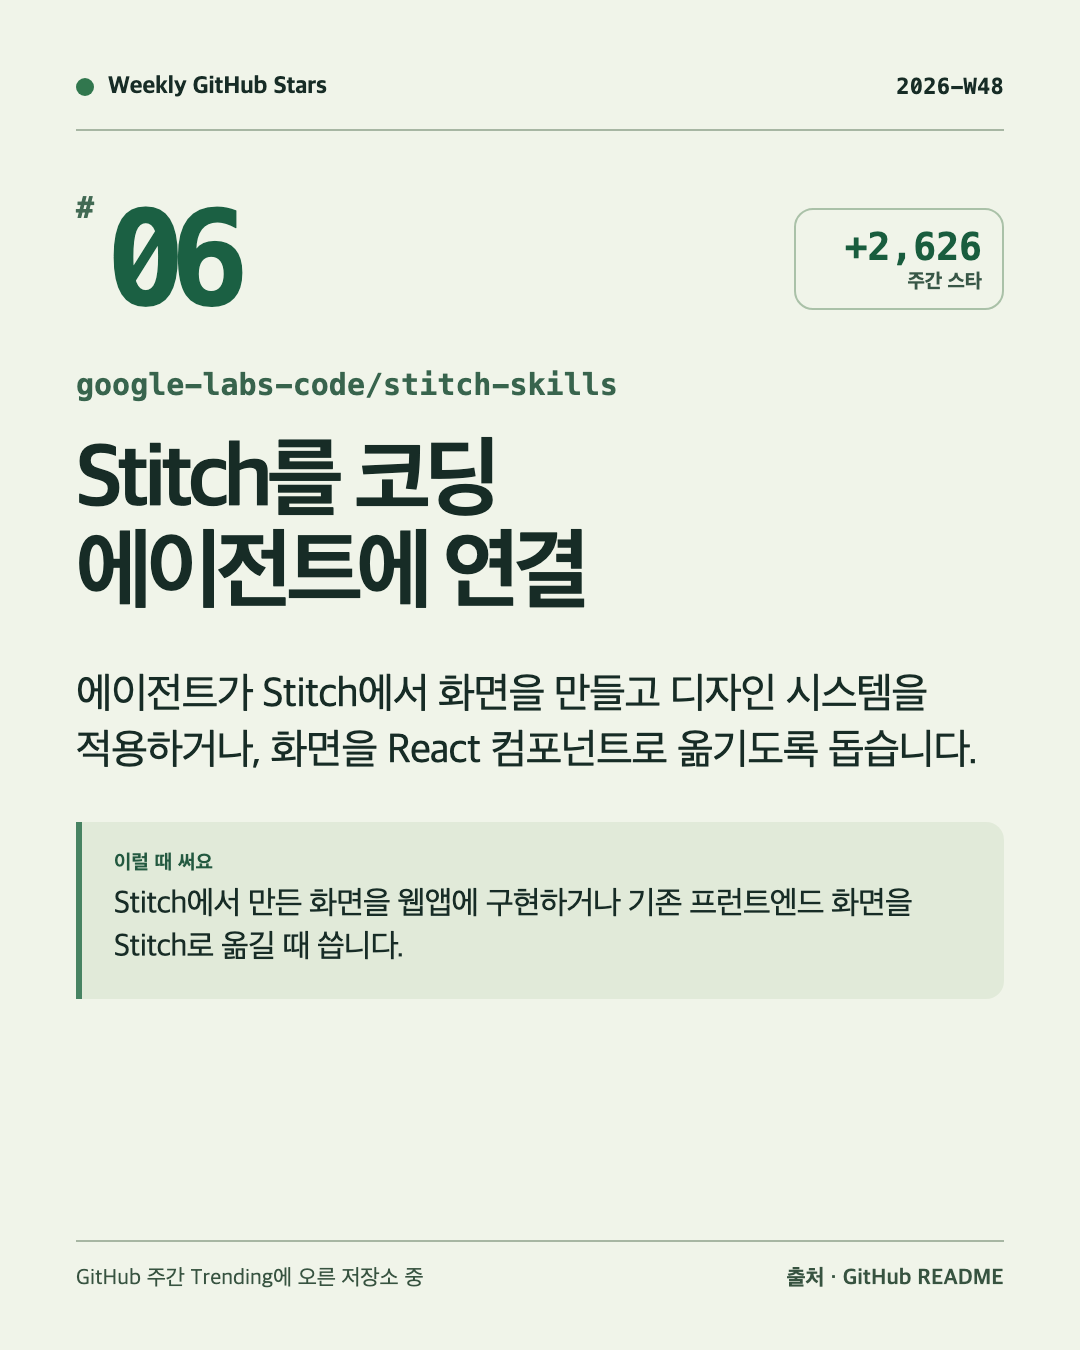 Weekly GitHub Stars
2026-W48
#06
+2,626
주간 스타
google-labs-code/stitch-skills
Stitch를 코딩
에이전트에 연결
에이전트가 Stitch에서 화면을 만들고 디자인 시스템을
적용하거나, 화면을 React 컴포넌트로 옮기도록 돕습니다.
이럴 때 써요
Stitch에서 만든 화면을 웹앱에 구현하거나 기존 프런트엔드 화면을
Stitch로 옮길 때 씁니다.
GitHub 주간 Trending에 오른 저장소 중
출처 · GitHub README